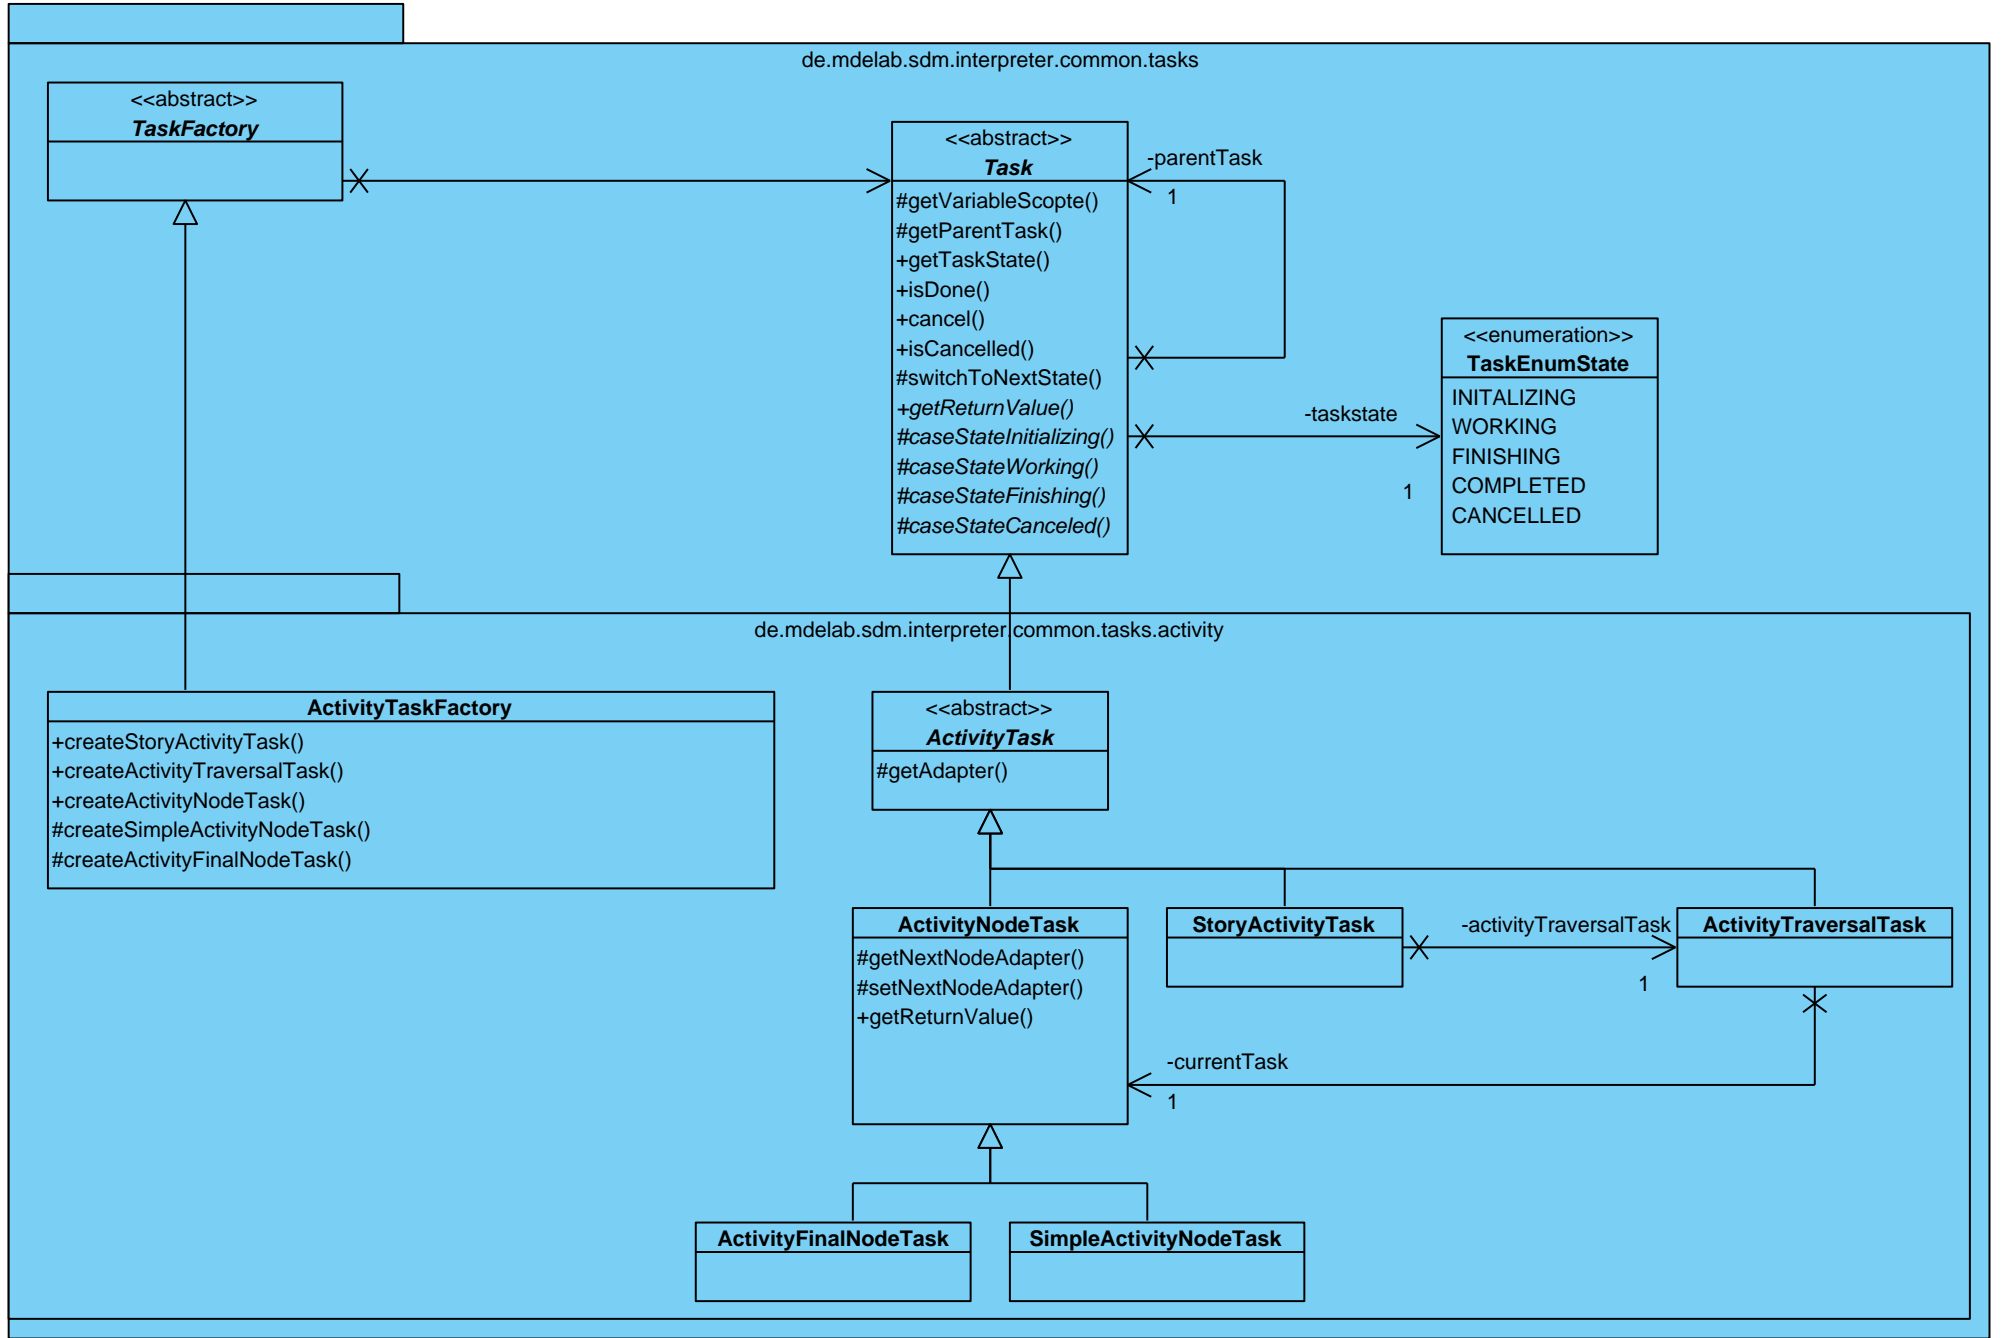 de.mdelab.sdm.interpreter.common.tasks
<<abstract>>
TaskFactory
<<abstract>>
Task
#getVariableScopte()
#getParentTask()
+getTaskState()
+isDone()
+cancel()
+isCancelled()
#switchToNextState()
+getReturnValue()
#caseStateInitializing()
#caseStateWorking()
#caseStateFinishing()
#caseStateCanceled()
-parentTask
1
-taskstate
1
<<enumeration>>
TaskEnumState
INITALIZING
WORKING
FINISHING
COMPLETED
CANCELLED
de.mdelab.sdm.interpreter.common.tasks.activity
ActivityTaskFactory
+createStoryActivityTask()
+createActivityTraversalTask()
+createActivityNodeTask()
#createSimpleActivityNodeTask()
#createActivityFinalNodeTask()
<<abstract>>
ActivityTask
#getAdapter()
ActivityNodeTask
#getNextNodeAdapter()
#setNextNodeAdapter()
+getReturnValue()
StoryActivityTask
-activityTraversalTask
1
ActivityTraversalTask
-currentTask
1
ActivityFinalNodeTask
SimpleActivityNodeTask